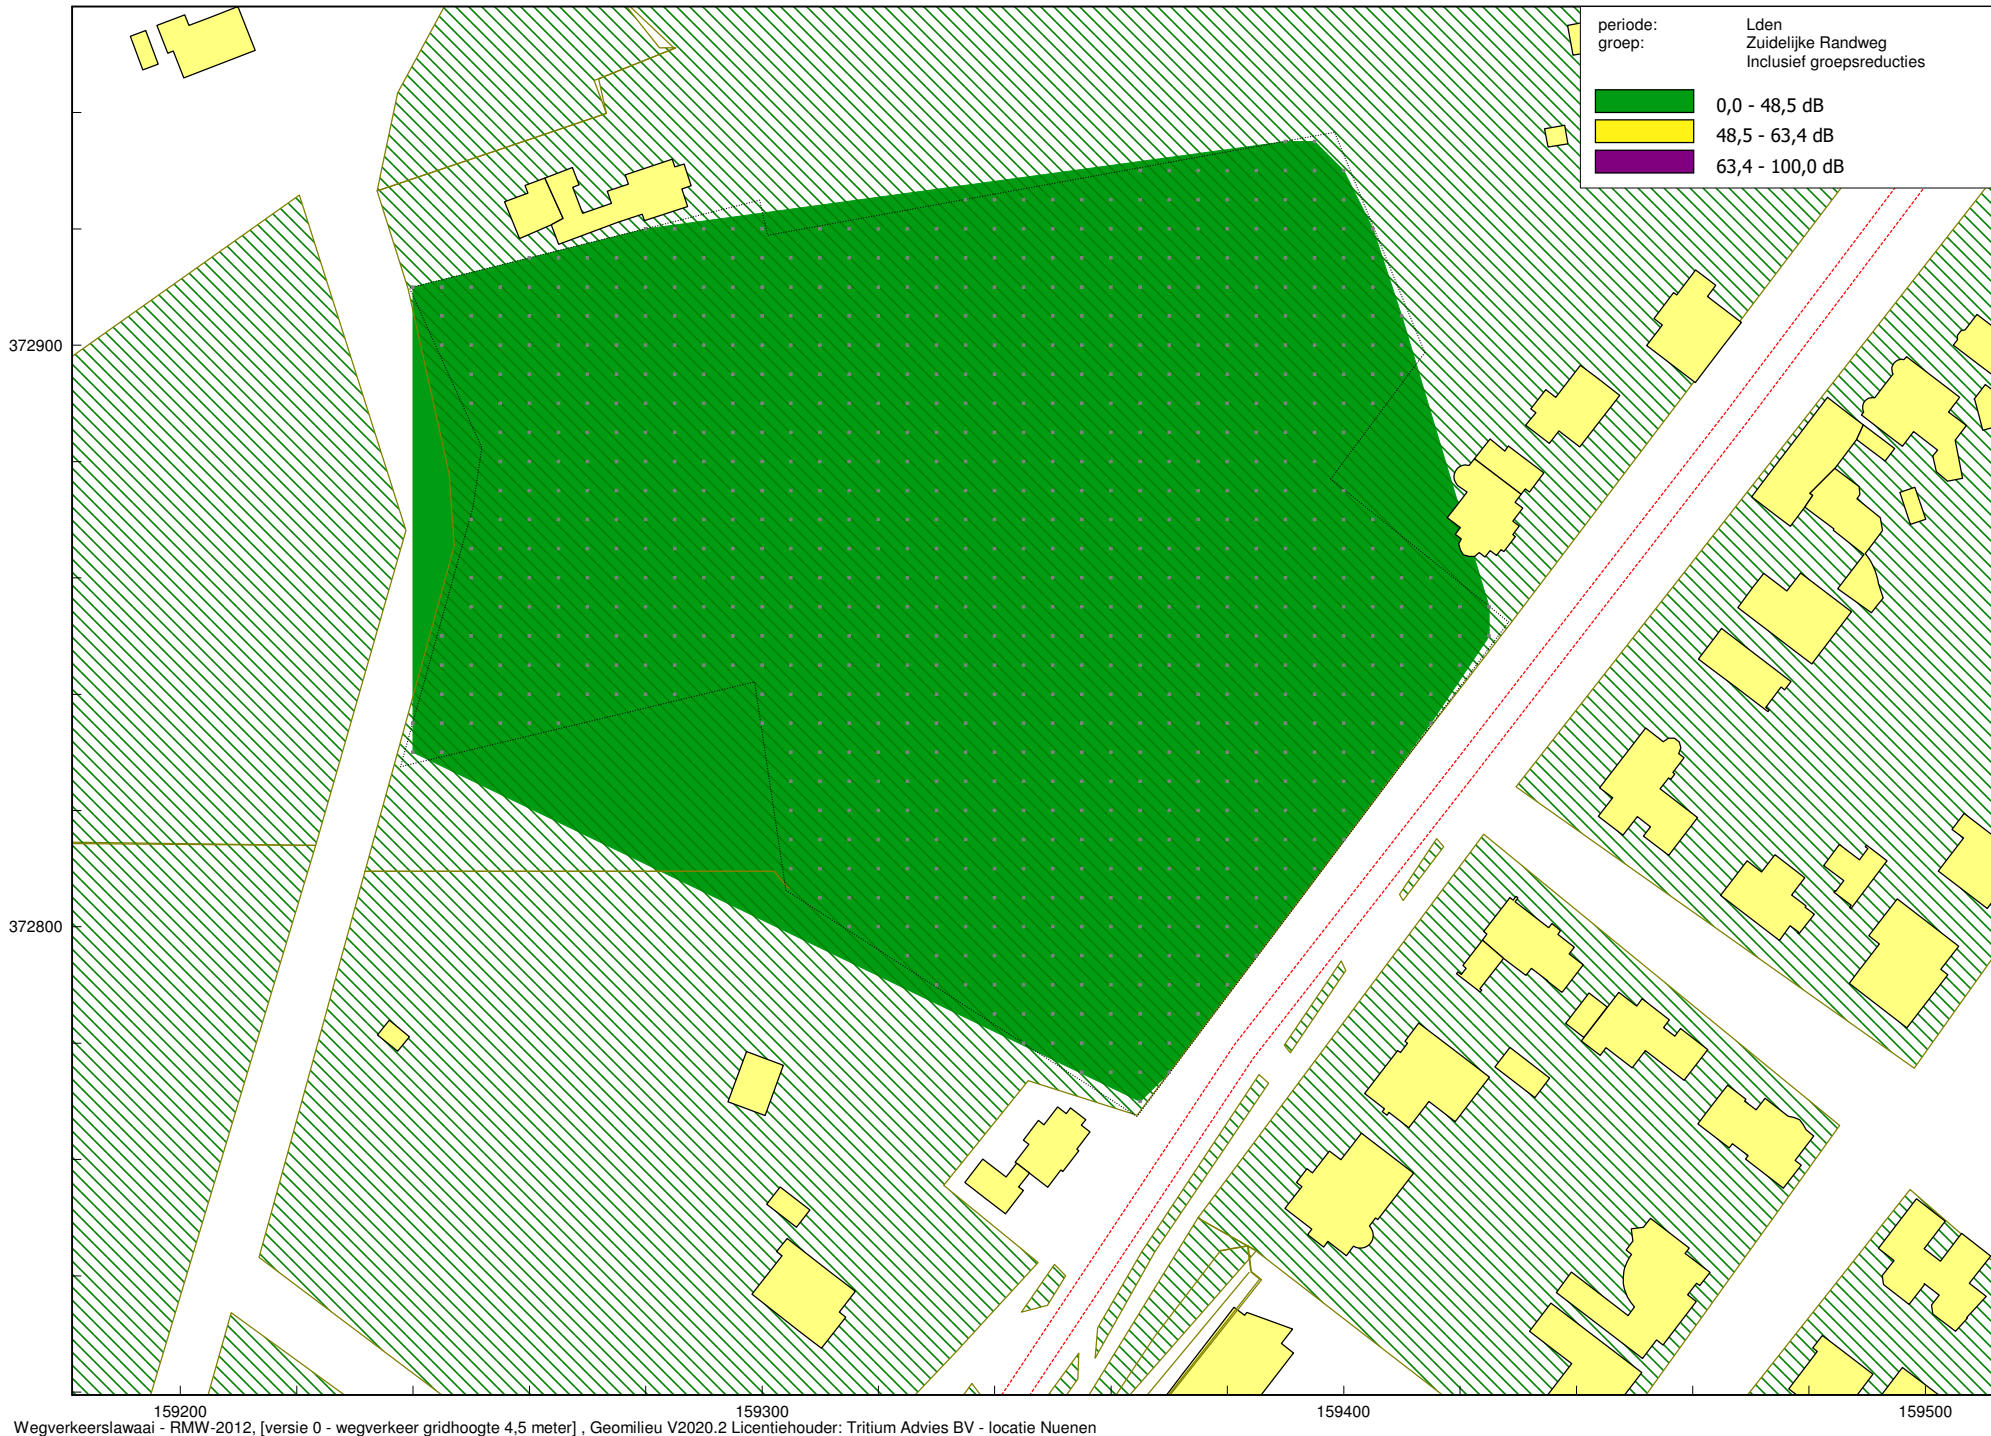 periode: Lden
groep: Zuidelijke Randweg
Inclusief groepsreducties
0,0 - 48,5 dB
48,5 - 63,4 dB
63,4 - 100,0 dB
372900
372800
159200 159300 159400 159500
Wegverkeerslawaai - RMW-2012, [versie 0 - wegverkeer gridhoogte 4,5 meter] , Geomilieu V2020.2 Licentiehouder: Tritium Advies BV - locatie Nuenen